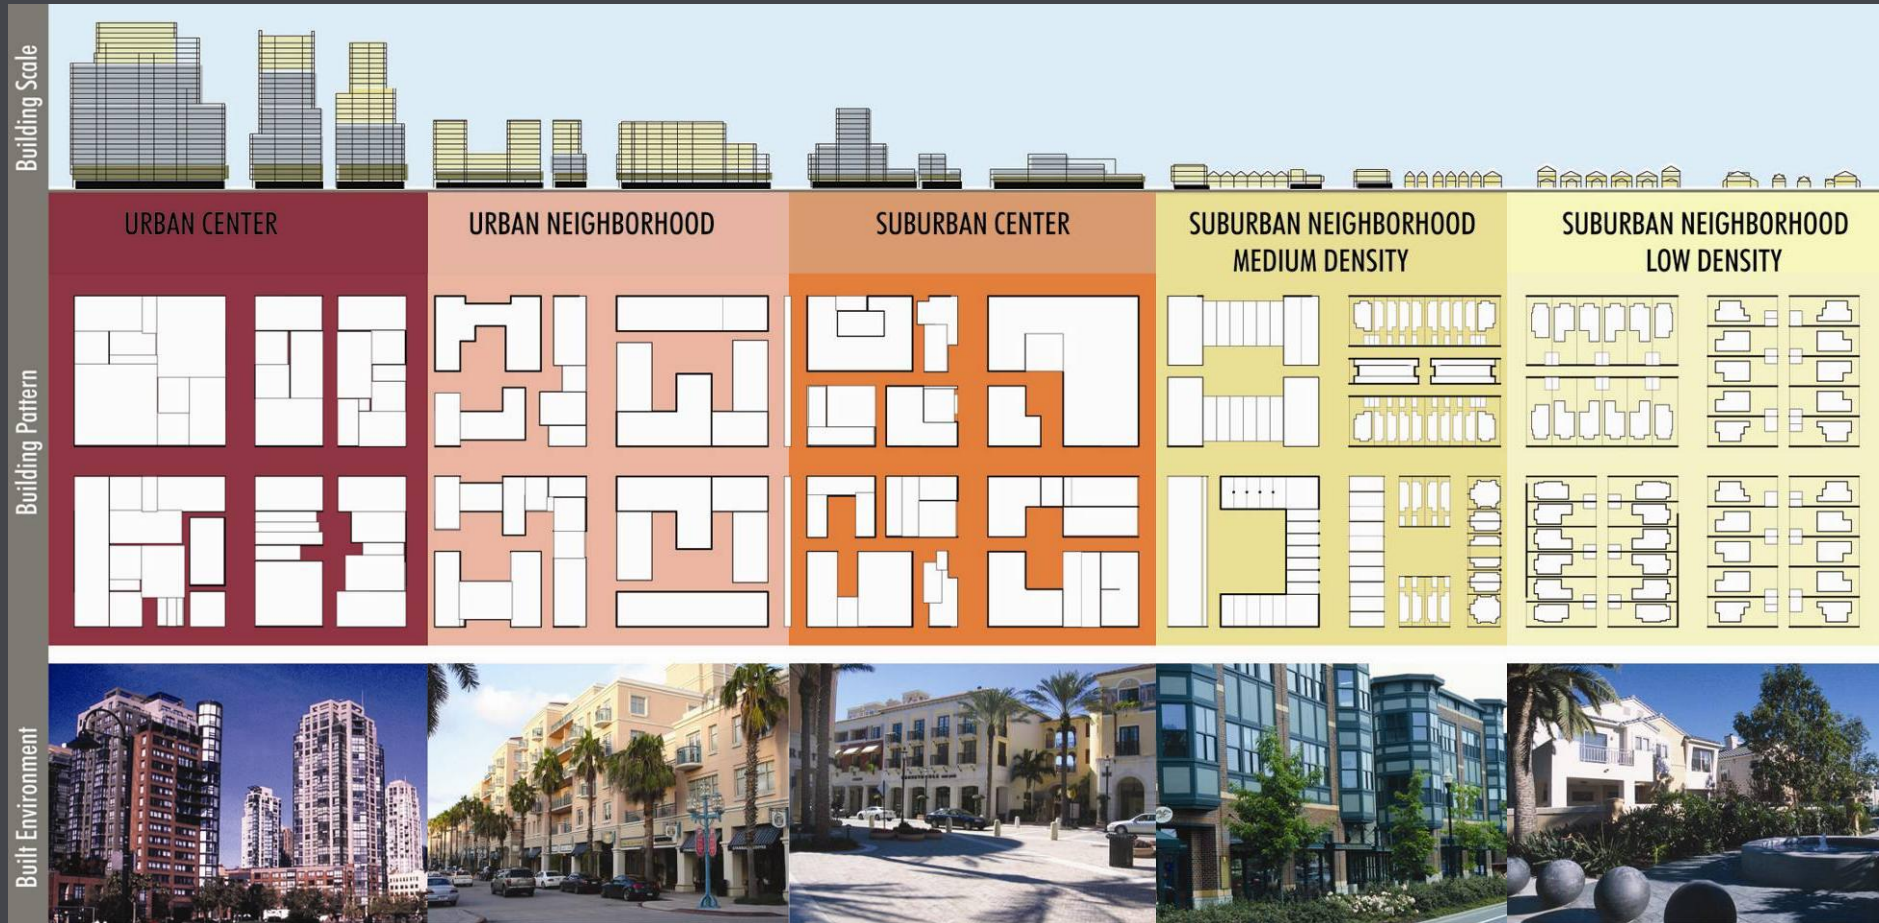 Building Scale
URBAN CENTER
URBAN NEIGHBORHOOD
SUBURBAN CENTER
SUBURBAN NEIGHBORHOOD
MEDIUM DENSITY
SUBURBAN NEIGHBORHOOD
LOW DENSITY
Building Pattern
Built Environment